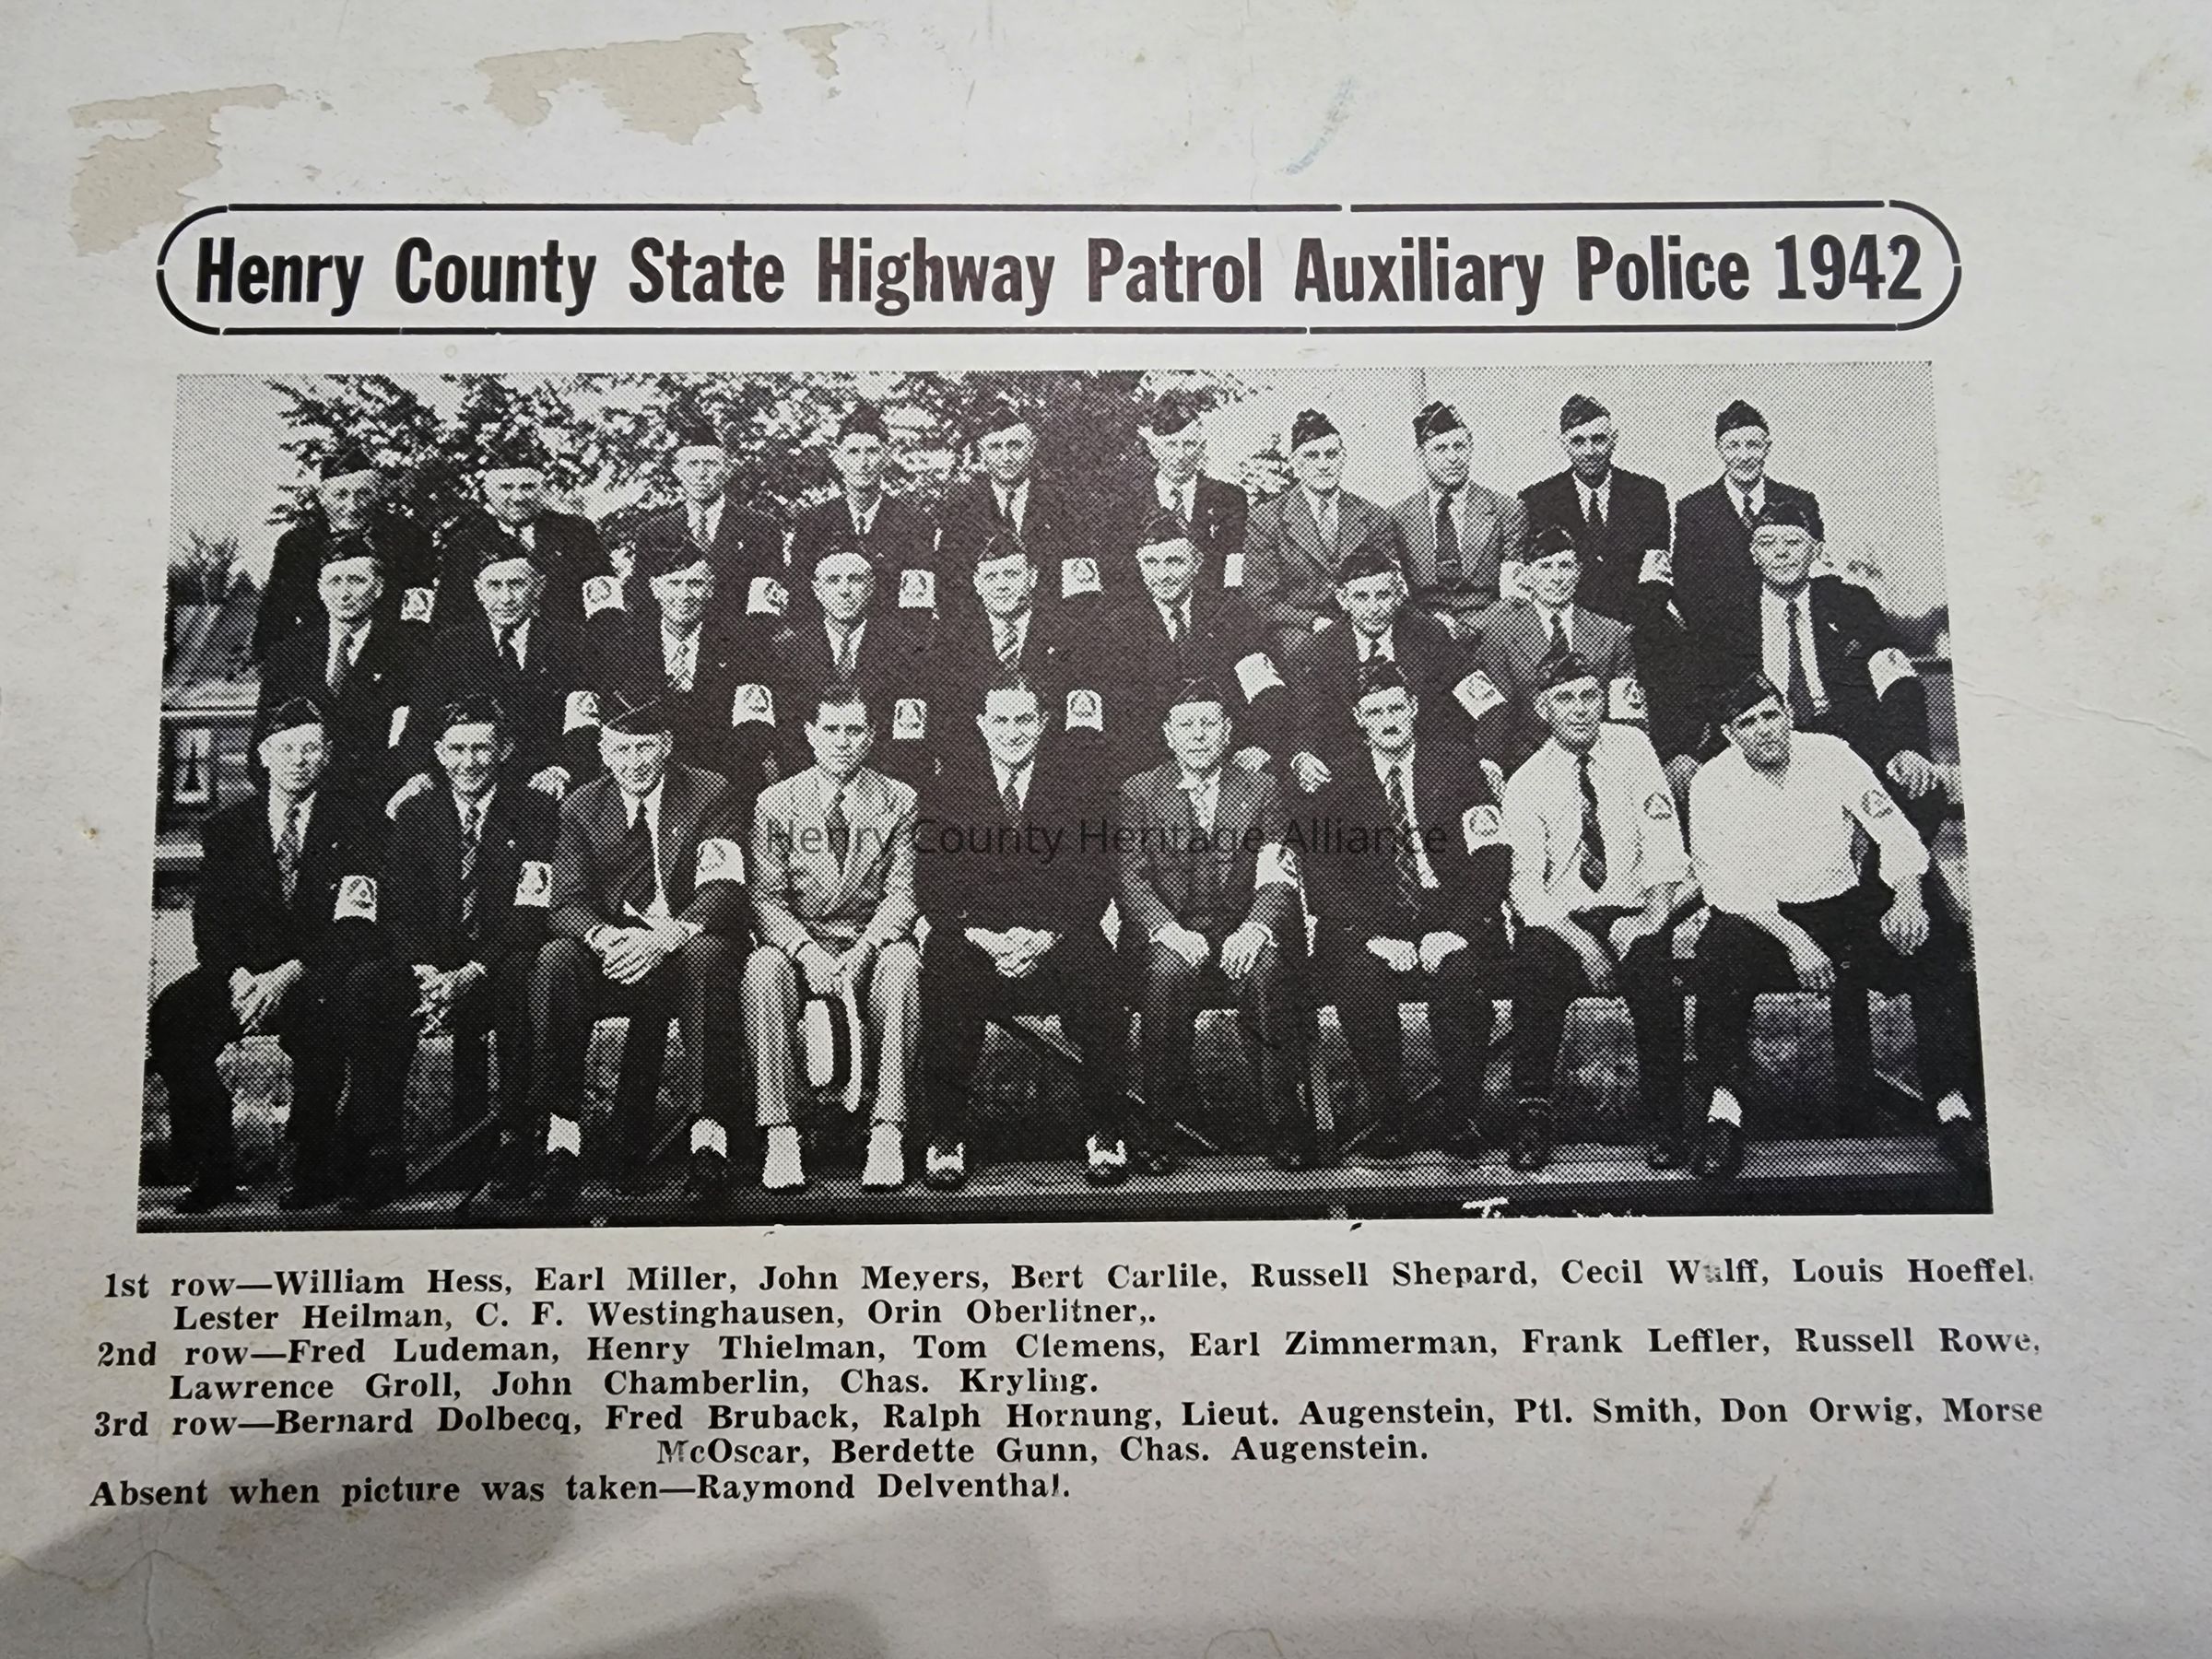 Henry County State Highway Patrol Auxiliary Police 1942
Henry County Heritage Alliance
1st row—William Hess, Earl Miller, John Meyers, Bert Carlile, Russell Shepard, Cecil Wulff, Louis Hoeffel,
Lester Heilman, C. F. Westinghausen, Orin Oberlitner,.
2nd row—Fred Ludeman, Henry Thielman, Tom Clemens, Earl Zimmerman, Frank Leffler, Russell Rowe,
Lawrence Groll, John Chamberlin, Chas. Kryling.
3rd row—Bernard Dolbecq, Fred Bruback, Ralph Hornung, Lieut. Augenstein, Ptl. Smith, Don Orwig, Morse
McOscar, Berdette Gunn, Chas. Augenstein.
Absent when picture was taken—Raymond Delventhal.